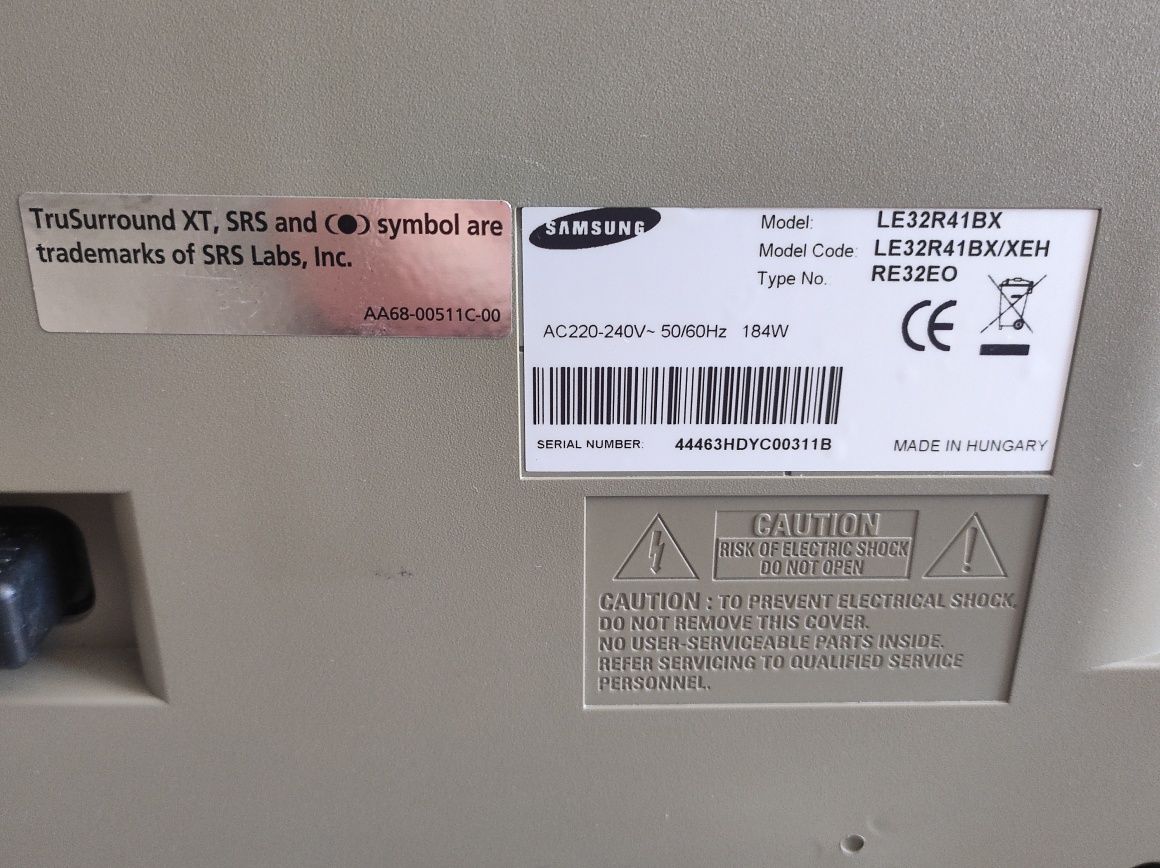 TruSurround XT, SRS and symbol are
trademarks of SRS Labs, Inc.
AA68-00511C-00
SAMSUNG
Model: LE32R41BX
Model Code: LE32R41BX/XEH
Type No. RE32EO
AC220-240V~ 50/60Hz 184W
CE
SERIAL NUMBER: 44463HDYC00311B
MADE IN HUNGARY
CAUTION
RISK OF ELECTRIC SHOCK
DO NOT OPEN
CAUTION : TO PREVENT ELECTRICAL SHOCK,
DO NOT REMOVE THIS COVER.
NO USER-SERVICEABLE PARTS INSIDE.
REFER SERVICING TO QUALIFIED SERVICE
PERSONNEL.